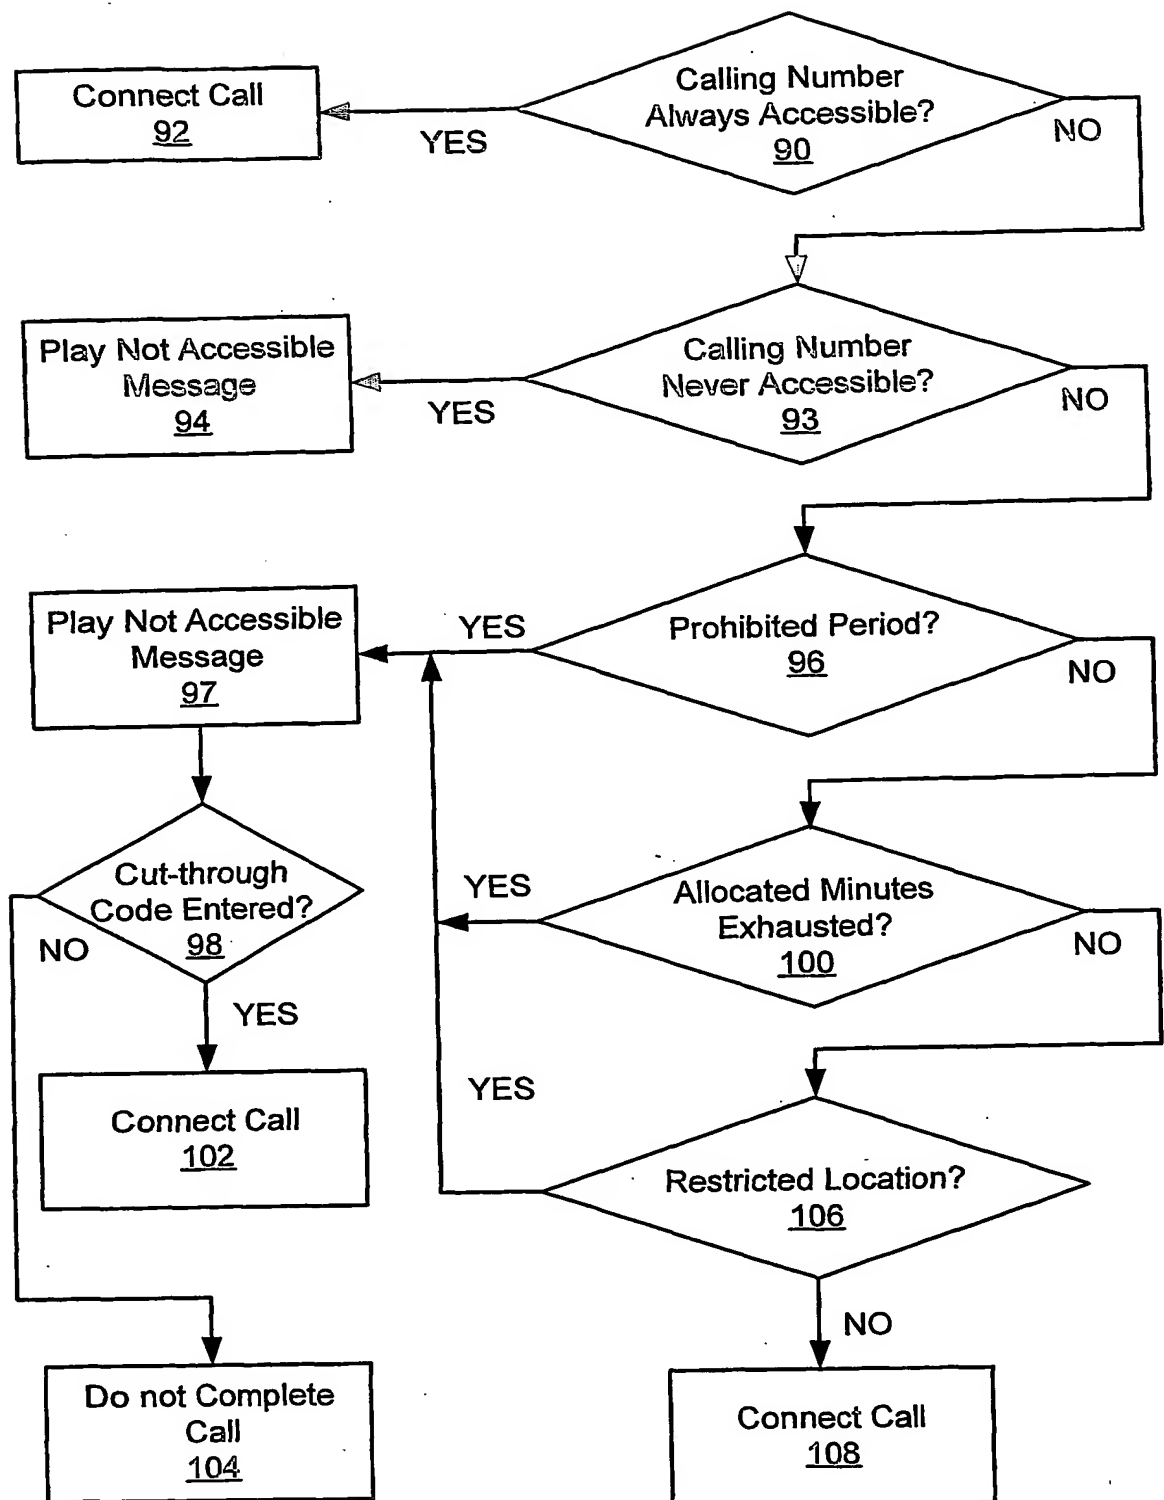 Calling Number
Always Accessible?
90
YES
NO
Connect Call
92
Calling Number
Never Accessible?
93
YES
NO
Play Not Accessible
Message
94
Prohibited Period?
96
YES
NO
Play Not Accessible
Message
97
Cut-through
Code Entered?
98
NO
YES
Allocated Minutes
Exhausted?
100
YES
NO
Connect Call
102
YES
Restricted Location?
106
NO
Do not Complete
Call
104
Connect Call
108